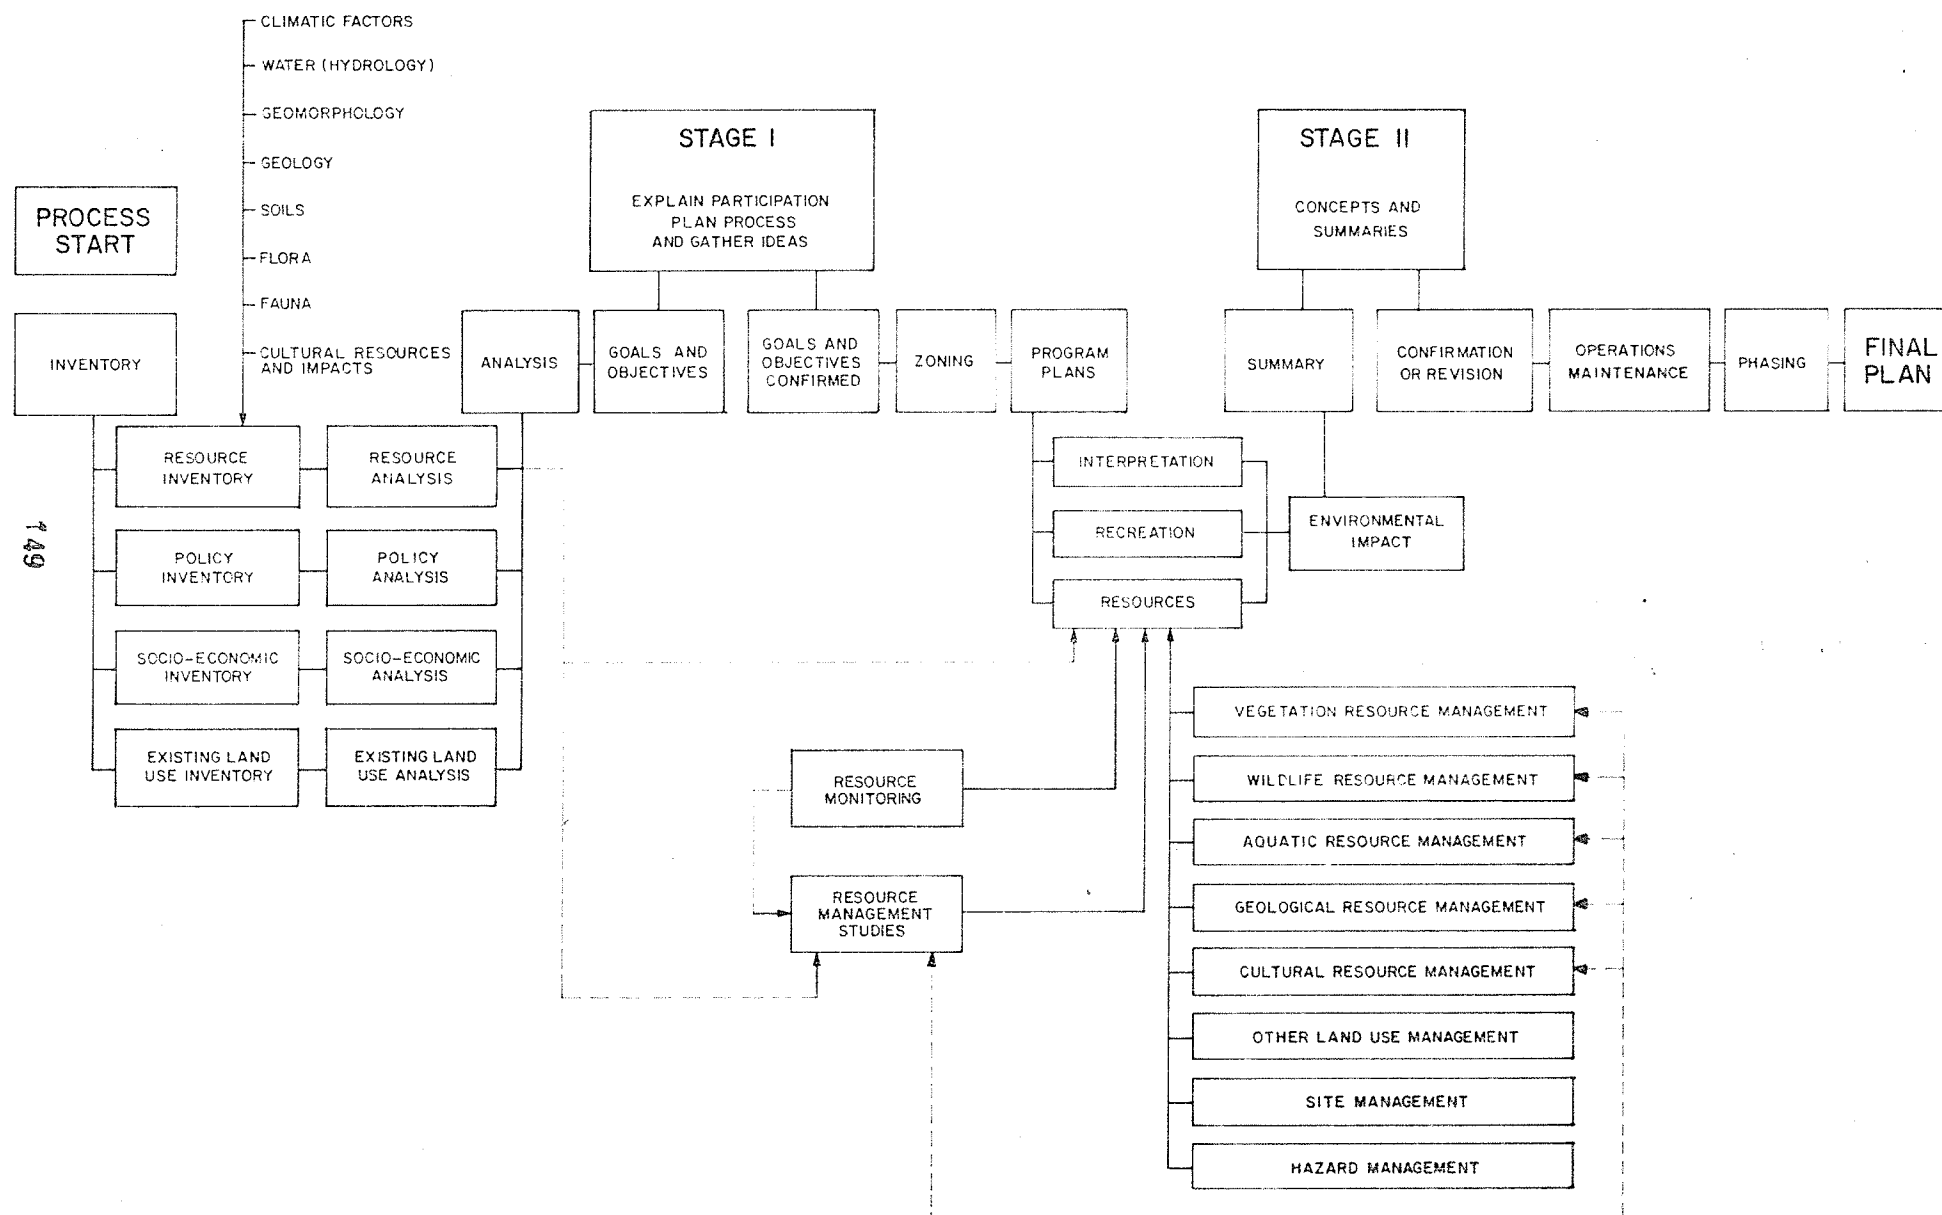 CLIMATIC FACTORS
WATER (HYDROLOGY)
GEOMORPHOLOGY
GEOLOGY
SOILS
FLORA
FAUNA
CULTURAL RESOURCES
AND IMPACTS
PROCESS
START
INVENTORY
RESOURCE
INVENTORY
RESOURCE
ANALYSIS
POLICY
INVENTORY
POLICY
ANALYSIS
SOCIO-ECONOMIC
INVENTORY
SOCIO-ECONOMIC
ANALYSIS
EXISTING LAND
USE INVENTORY
EXISTING LAND
USE ANALYSIS
149
STAGE I
EXPLAIN PARTICIPATION
PLAN PROCESS
AND GATHER IDEAS
ANALYSIS
GOALS AND
OBJECTIVES
GOALS AND
OBJECTIVES
CONFIRMED
ZONING
PROGRAM
PLANS
INTERPRETATION
RECREATION
RESOURCES
STAGE II
CONCEPTS AND
SUMMARIES
SUMMARY
CONFIRMATION
OR REVISION
OPERATIONS
MAINTENANCE
PHASING
FINAL
PLAN
ENVIRONMENTAL
IMPACT
RESOURCE
MONITORING
RESOURCE
MANAGEMENT
STUDIES
VEGETATION RESOURCE MANAGEMENT
WILDLIFE RESOURCE MANAGEMENT
AQUATIC RESOURCE MANAGEMENT
GEOLOGICAL RESOURCE MANAGEMENT
CULTURAL RESOURCE MANAGEMENT
OTHER LAND USE MANAGEMENT
SITE MANAGEMENT
HAZARD MANAGEMENT